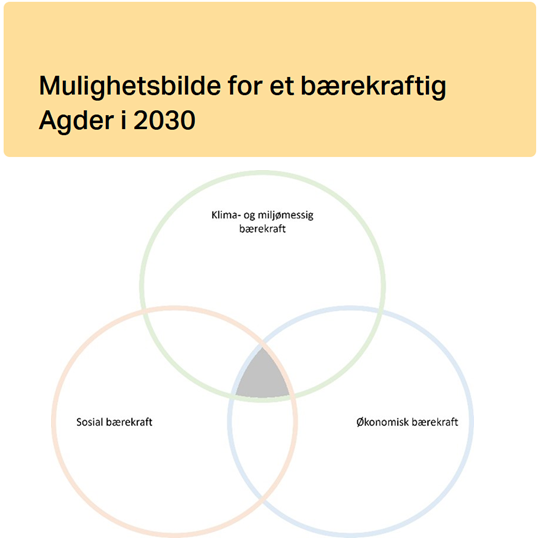 Mulighetsbilde for et bærekraftig
Agder i 2030
Klima- og miljømessig
bærekraft
Sosial bærekraft
Økonomisk bærekraft